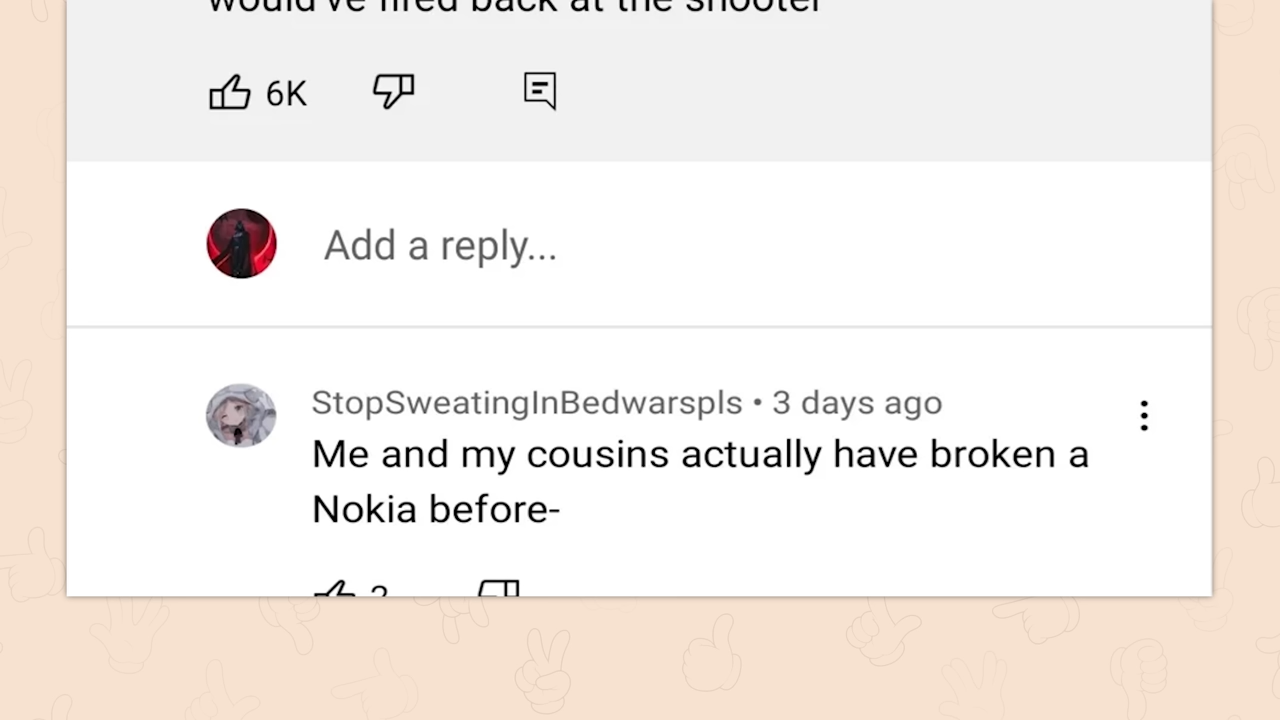 would've fired back at the shooter
6K
Add a reply...
StopSweatingInBedwarspls • 3 days ago
Me and my cousins actually have broken a
Nokia before-